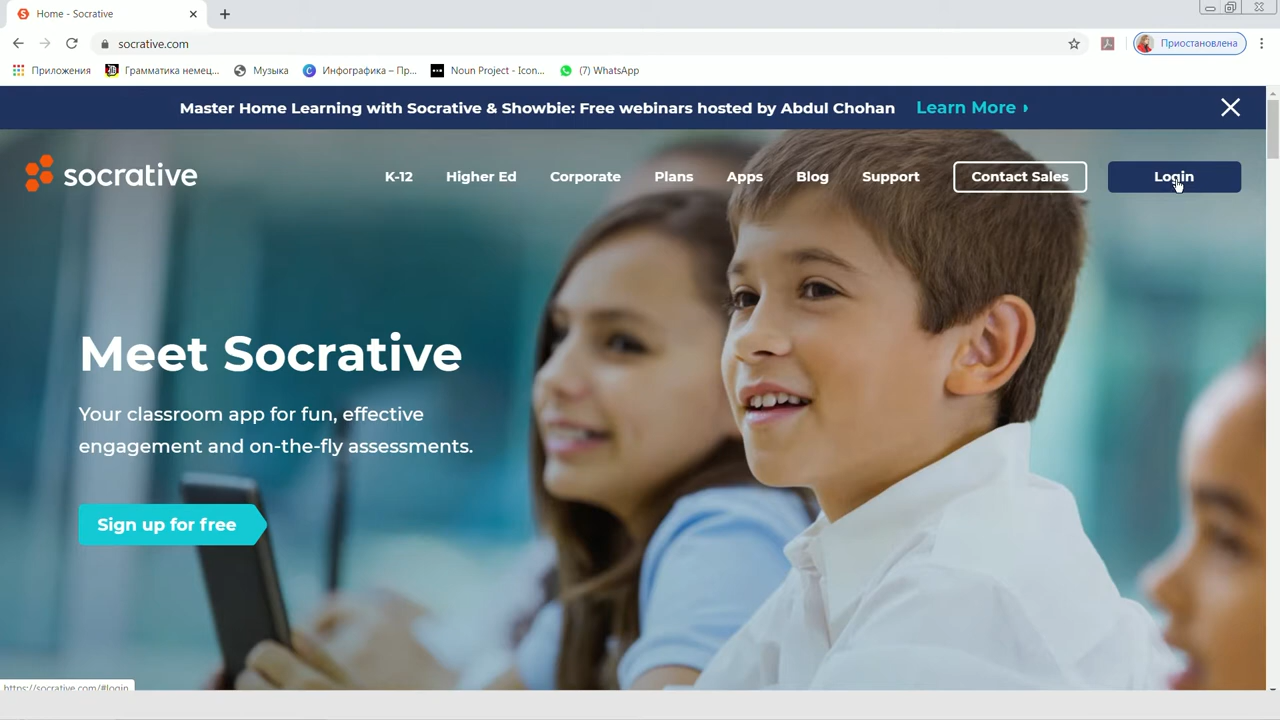 Home - Socrative
socrative.com
Приостановлена
Приложения Грамматика немец... Музыка Инфографика – Пр... Noun Project - Icon... (7) WhatsApp
Master Home Learning with Socrative & Showbie: Free webinars hosted by Abdul Chohan Learn More
socrative K-12 Higher Ed Corporate Plans Apps Blog Support Contact Sales Login
Meet Socrative
Your classroom app for fun, effective
engagement and on-the-fly assessments.
Sign up for free
https://socrative.com/#login